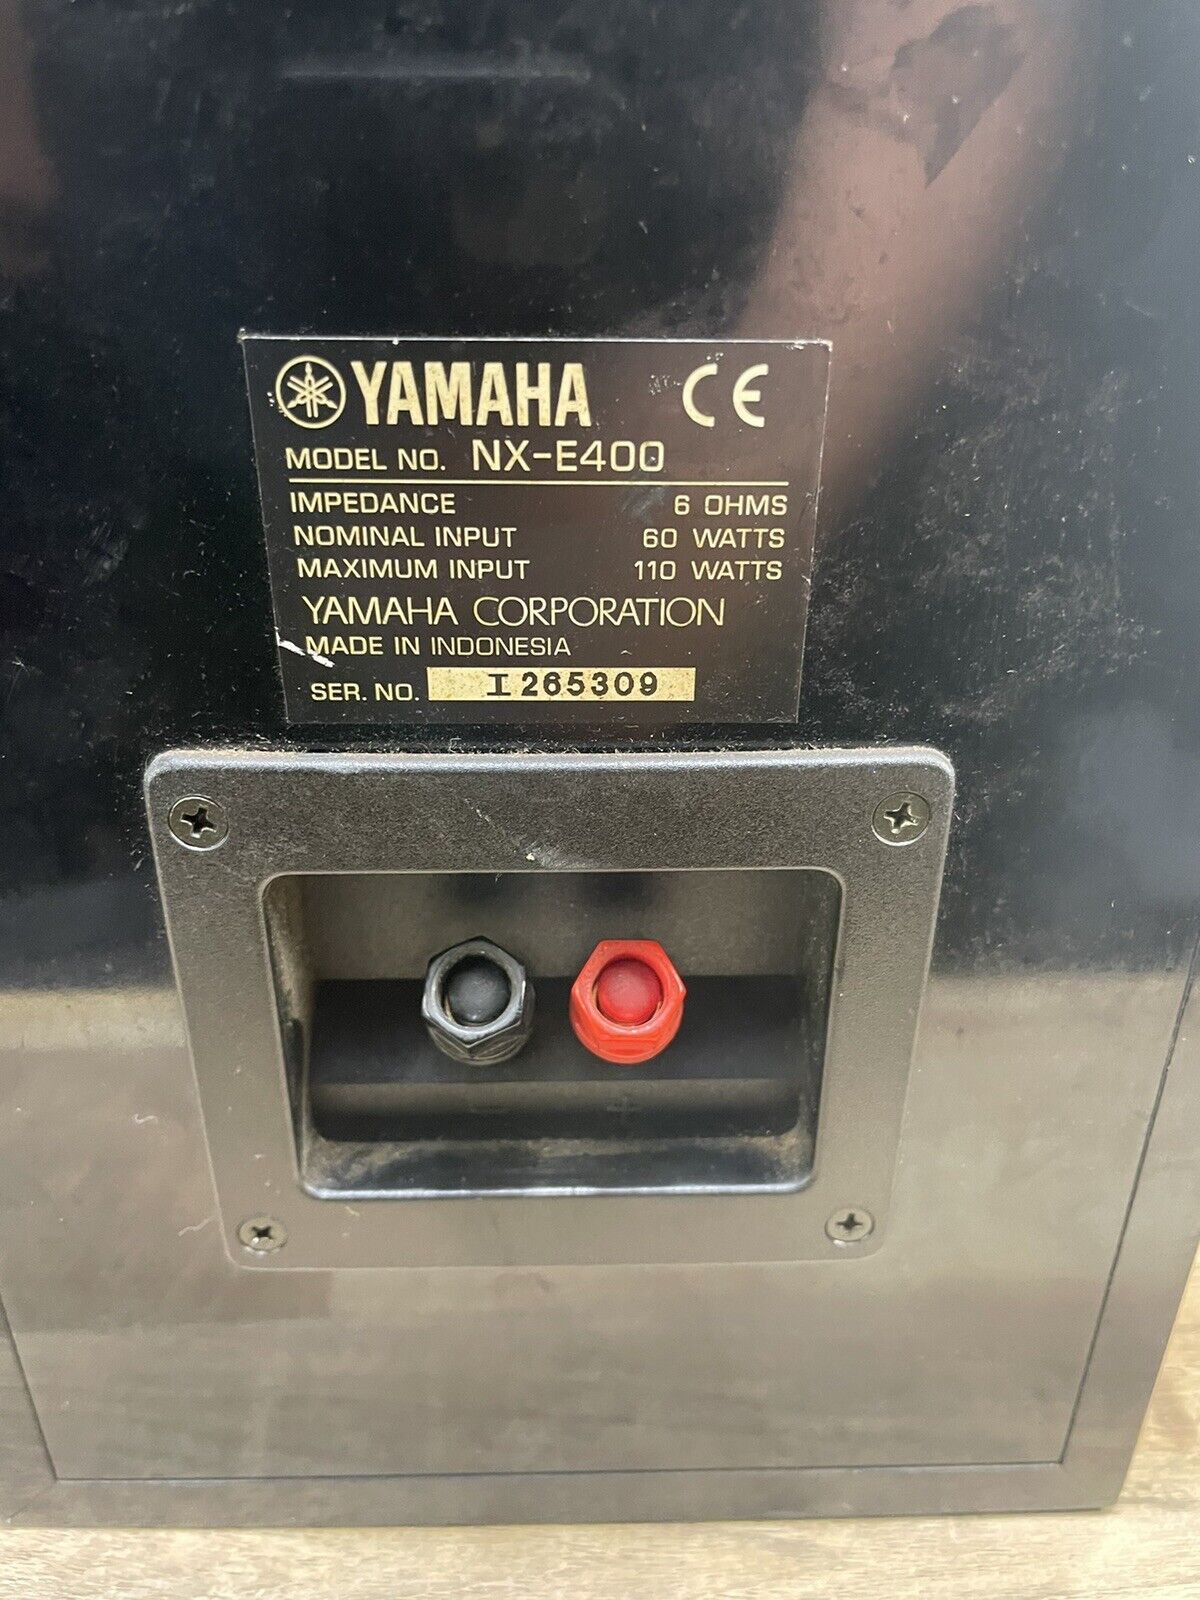 YAMAHA CE
MODEL NO. NX-E400
IMPEDANCE 6 OHMS
NOMINAL INPUT 60 WATTS
MAXIMUM INPUT 110 WATTS
YAMAHA CORPORATION
MADE IN INDONESIA
SER. NO. I 265309
− +